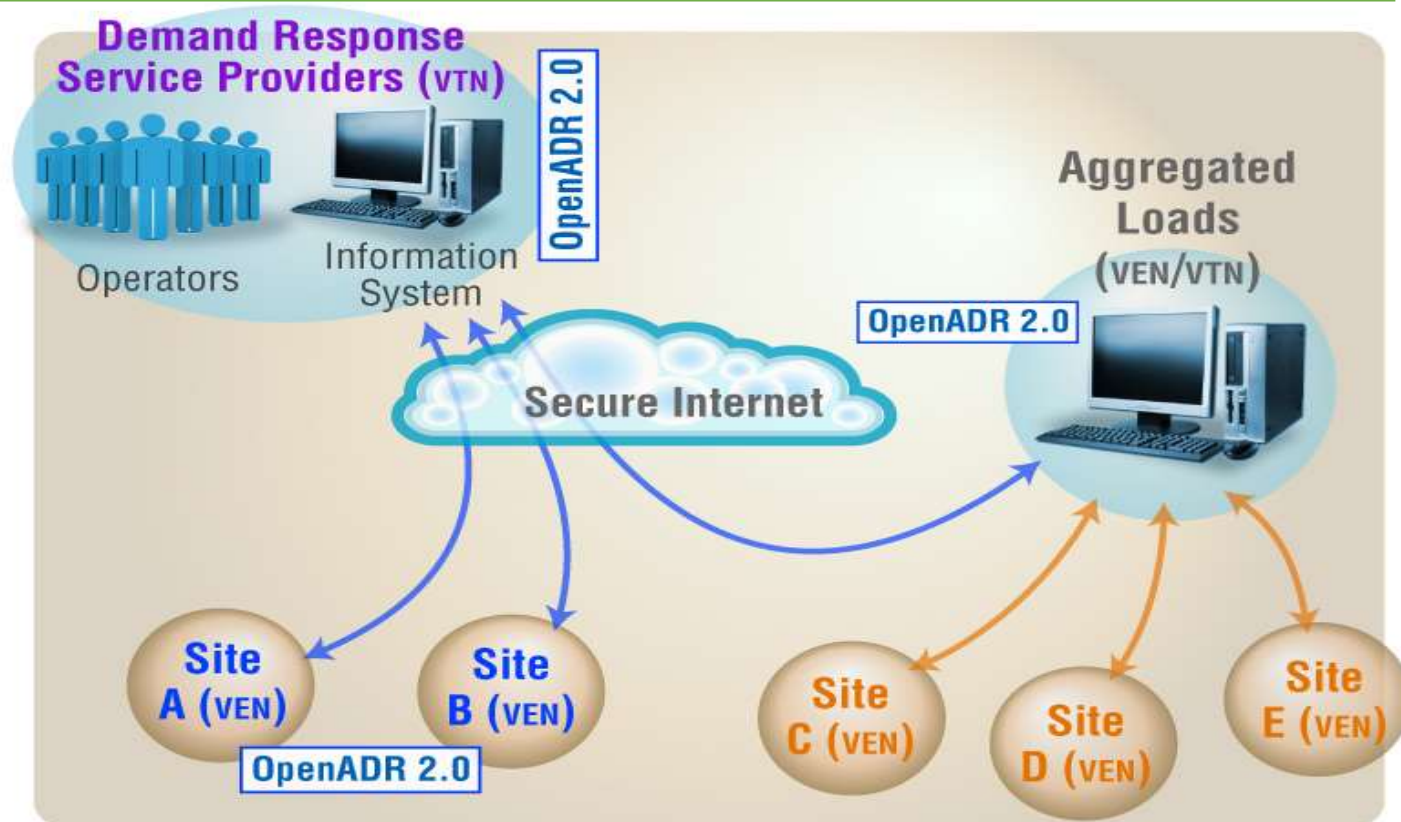 Demand Response
Service Providers (VTN)
OpenADR 2.0
Operators
Information
System
Aggregated
Loads
(VEN/VTN)
OpenADR 2.0
Secure Internet
Site
A (VEN)
Site
B (VEN)
OpenADR 2.0
Site
C (VEN)
Site
D (VEN)
Site
E (VEN)